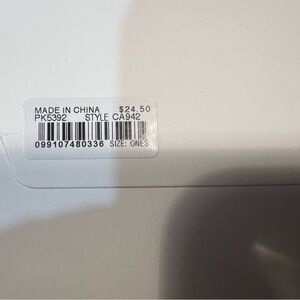 MADE IN CHINA $24.50
PK5392 STYLE CA942
099107480336 SIZE: ONES